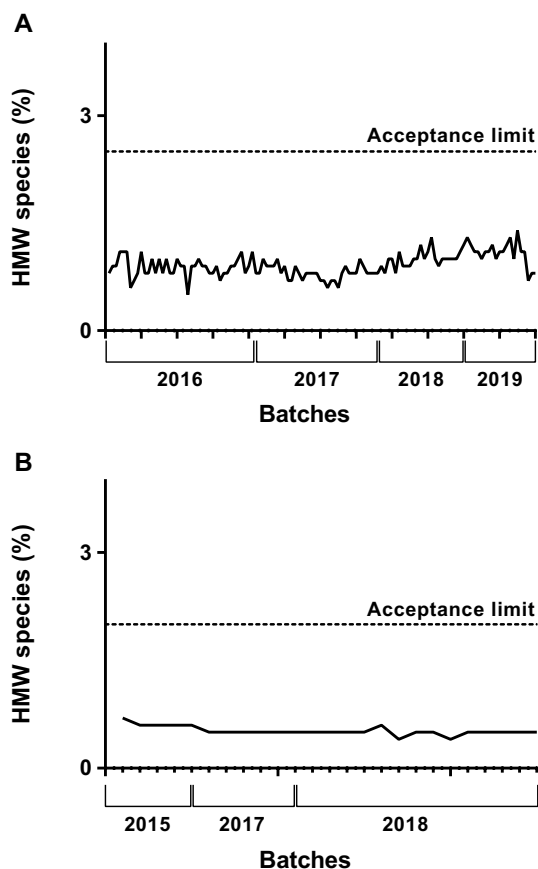 A
HMW species (%)
3
Acceptance limit
0
2016 2017 2018 2019
Batches
B
HMW species (%)
3
Acceptance limit
0
2015 2017 2018
Batches